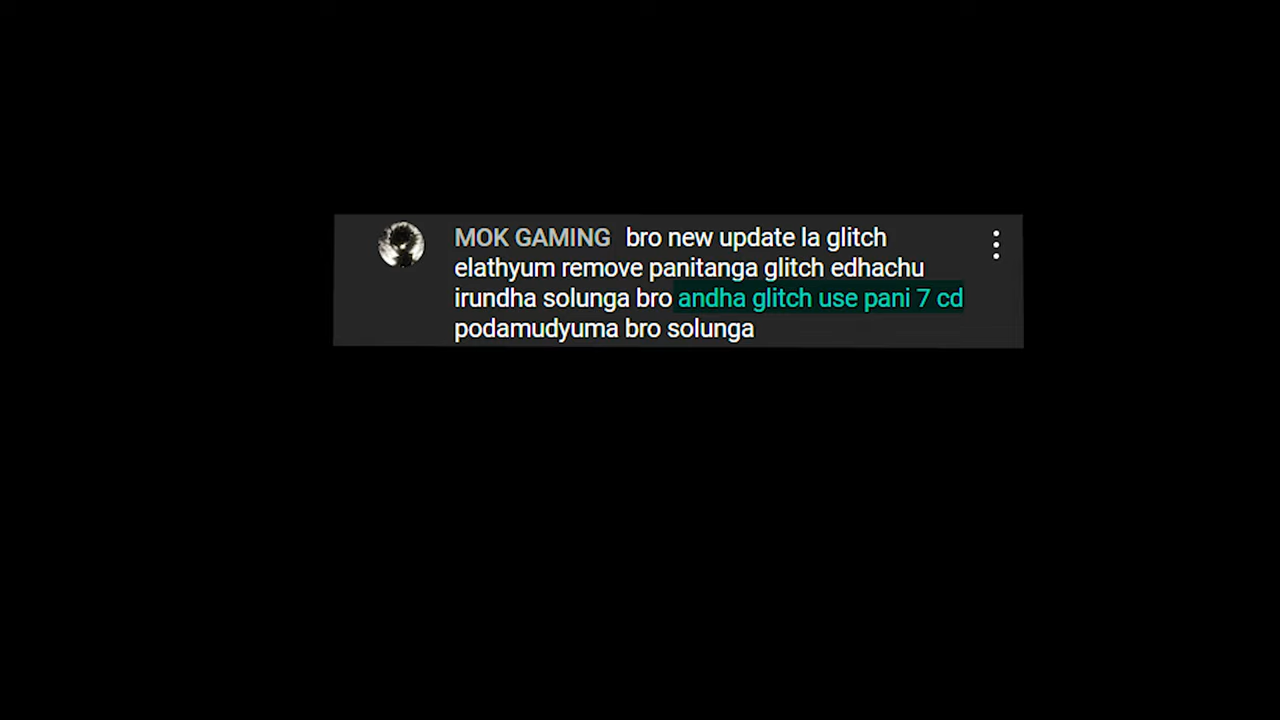 MOK GAMING bro new update la glitch
elathyum remove panitanga glitch edhachu
irundha solunga bro andha glitch use pani 7 cd
podamudyuma bro solunga